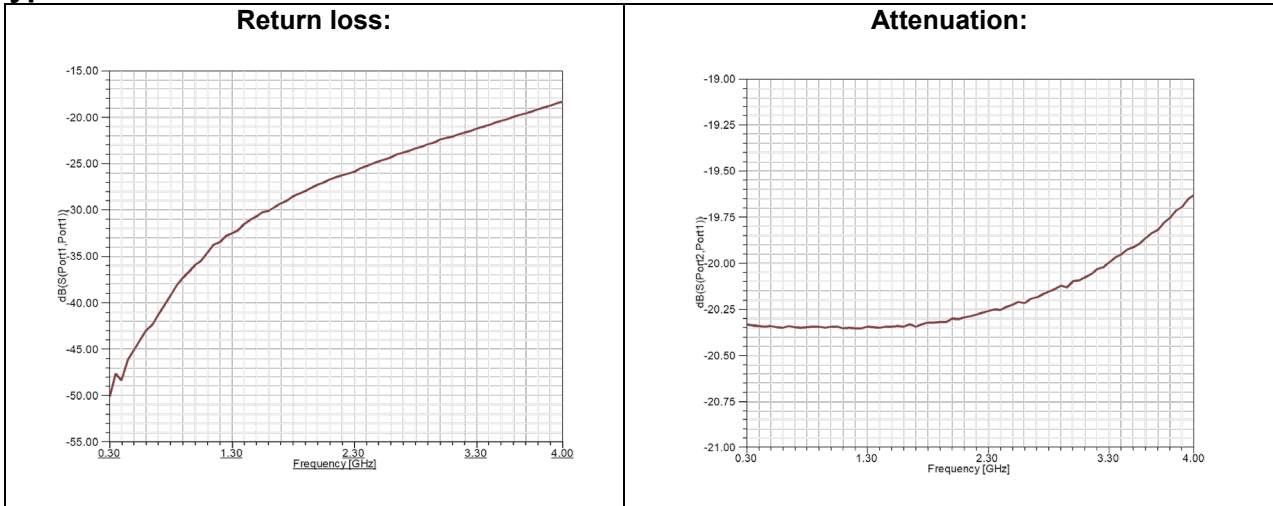 Return loss:
-15.00
-20.00
-25.00
-30.00
-35.00
-40.00
-45.00
-50.00
-55.00
dB(S(Port1,Port1))
0.30 1.30 2.30 3.30 4.00
Frequency [GHz]
Attenuation:
-19.00
-19.25
-19.50
-19.75
-20.00
-20.25
-20.50
-20.75
-21.00
dB(S(Port2,Port1))
0.30 1.30 2.30 3.30 4.00
Frequency [GHz]